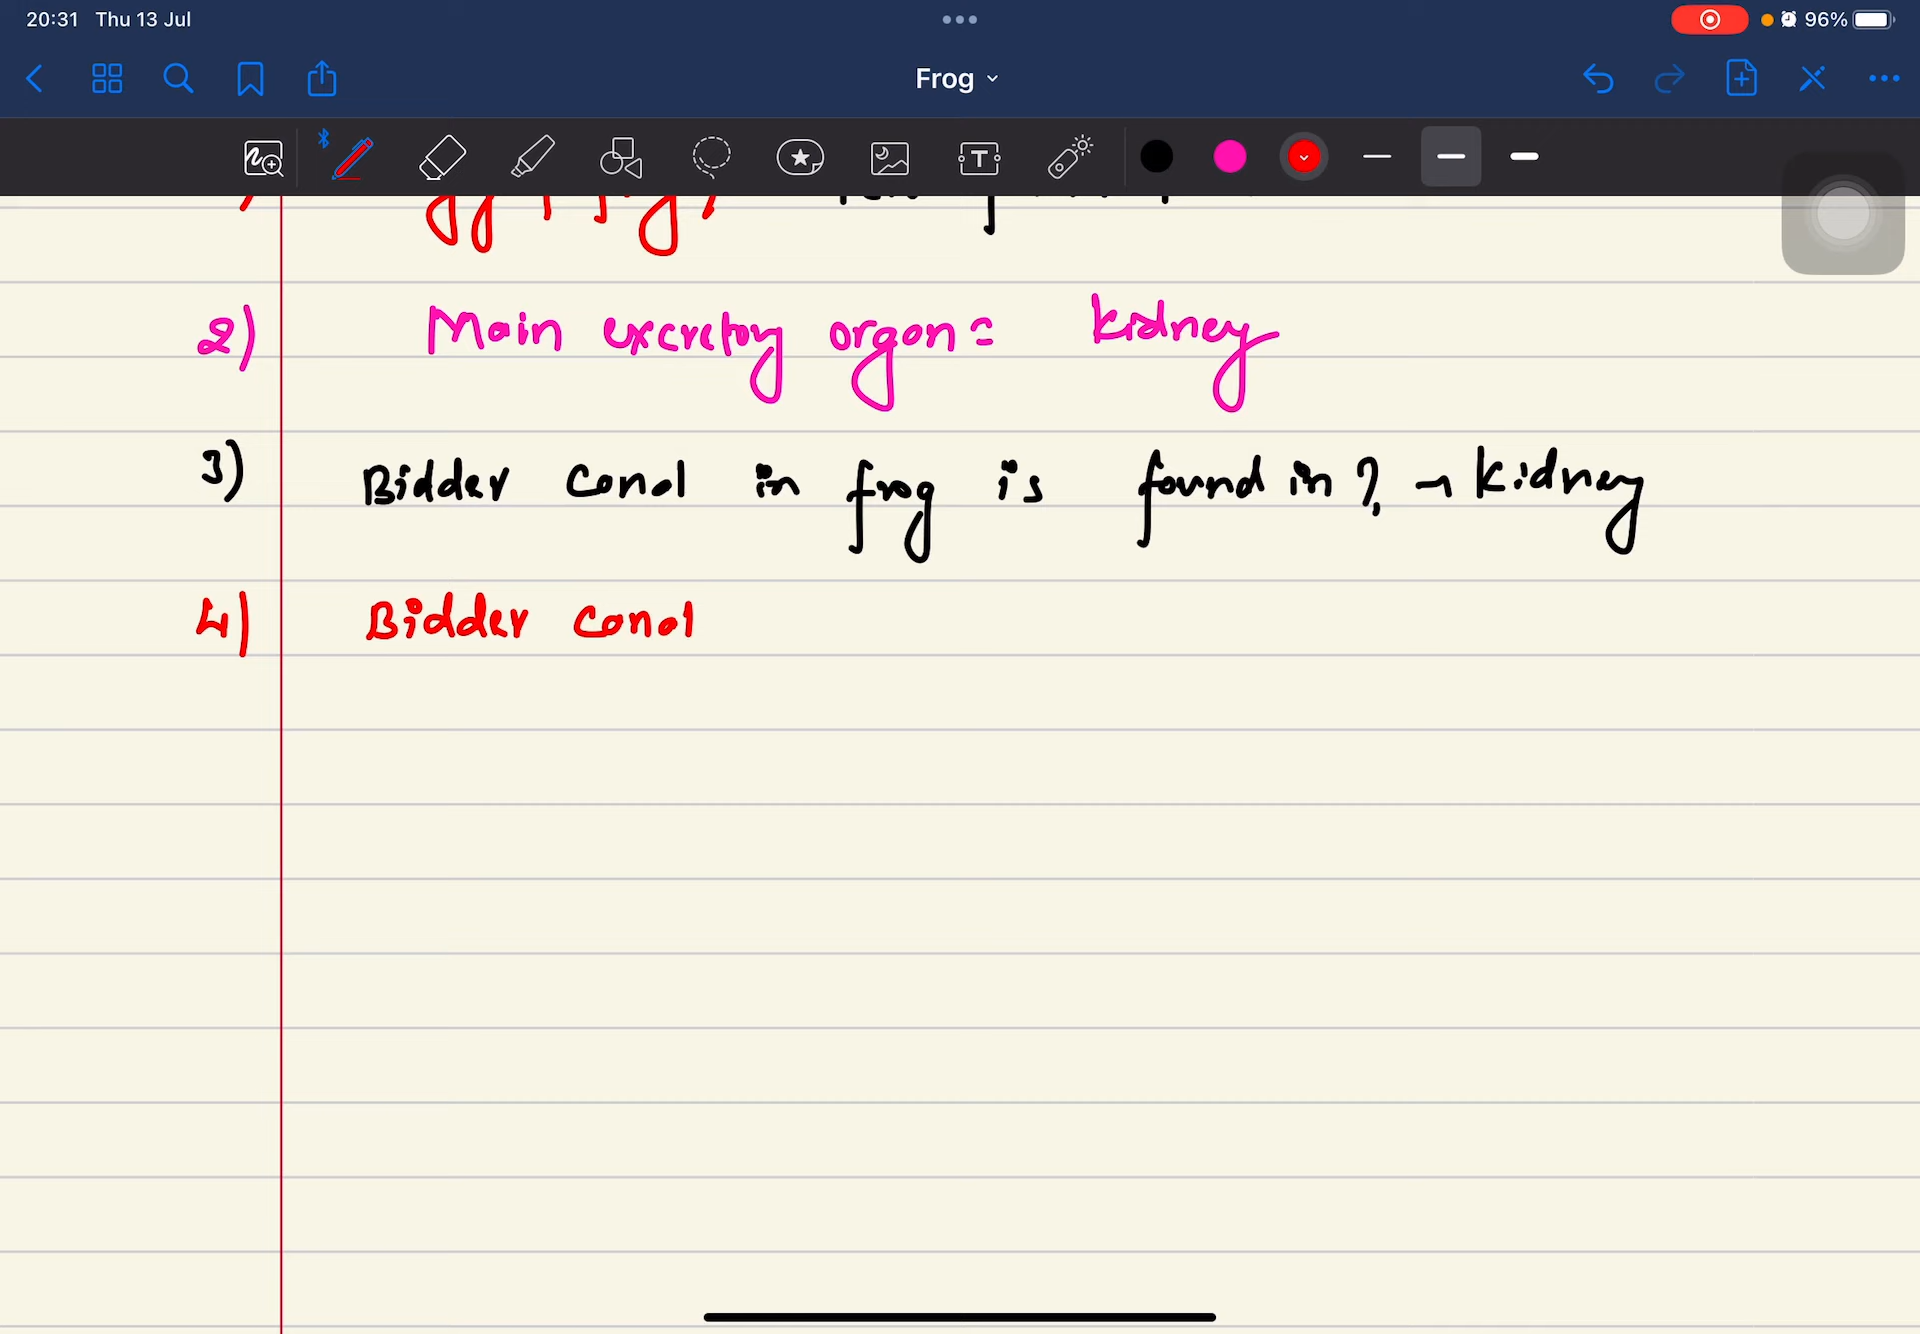 20:31 Thu 13 Jul 96%
Frog
T
2) Main excretory organ = kidney
3) Bidder canal in frog is found in? → kidney
4) Bidder canal